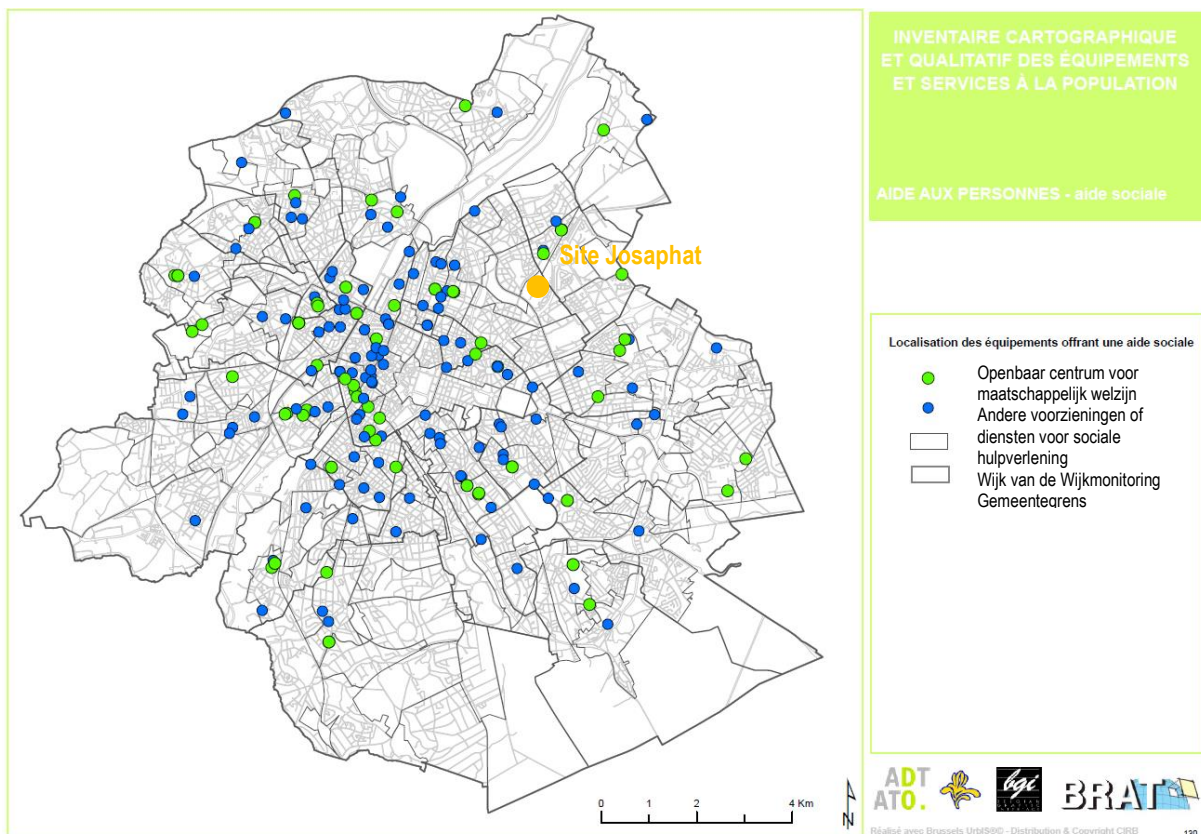 INVENTAIRE CARTOGRAPHIQUE
ET QUALITATIF DES ÉQUIPEMENTS
ET SERVICES À LA POPULATION
AIDE AUX PERSONNES - aide sociale
Site Josaphat
Localisation des équipements offrant une aide sociale
Openbaar centrum voor
maatschappelijk welzijn
Andere voorzieningen of
diensten voor sociale
hulpverlening
Wijk van de Wijkmonitoring
Gemeentegrens
0 1 2 4 Km
N
ADT
ATO.
bgi
BRAT
Réalisé avec Brussels UrbIS®© - Distribution & Copyright CIRB